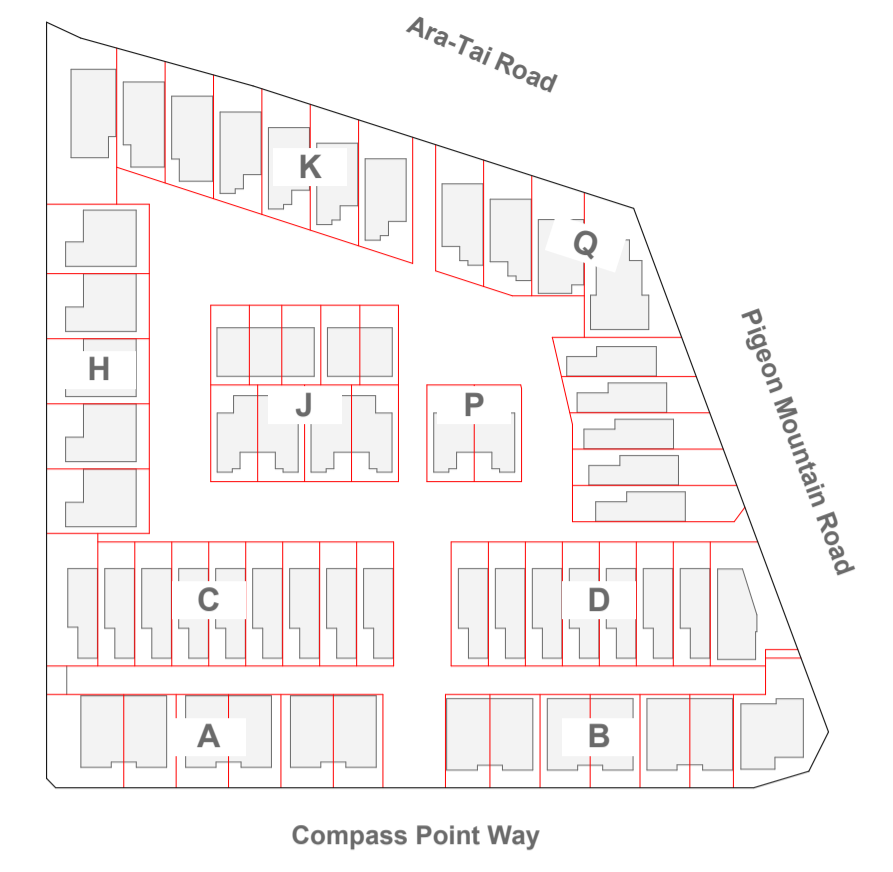 Ara-Tai Road
K
Q
Pigeon Mountain Road
H
J
P
C
D
A
B
Compass Point Way